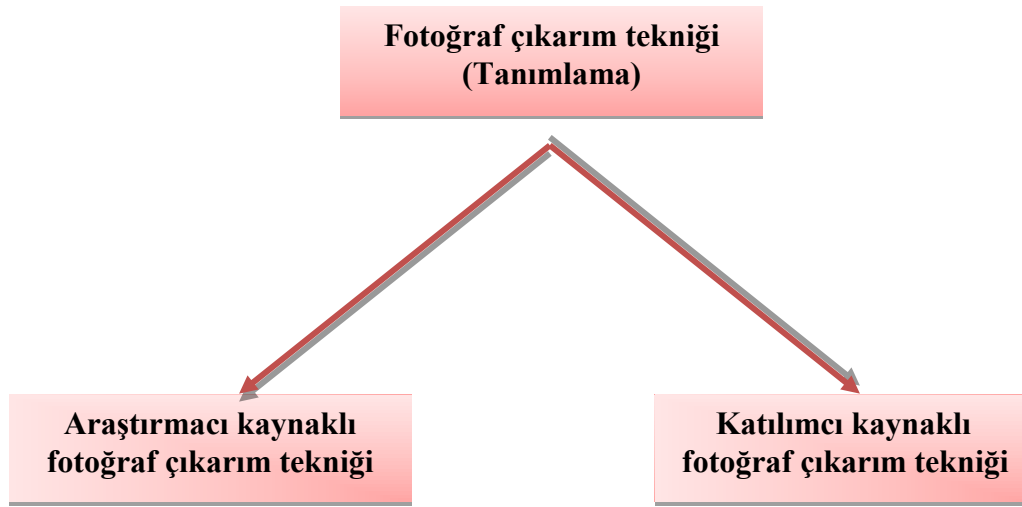 Fotoğraf çıkarım tekniği
(Tanımlama)
Araştırmacı kaynaklı
fotoğraf çıkarım tekniği
Katılımcı kaynaklı
fotoğraf çıkarım tekniği